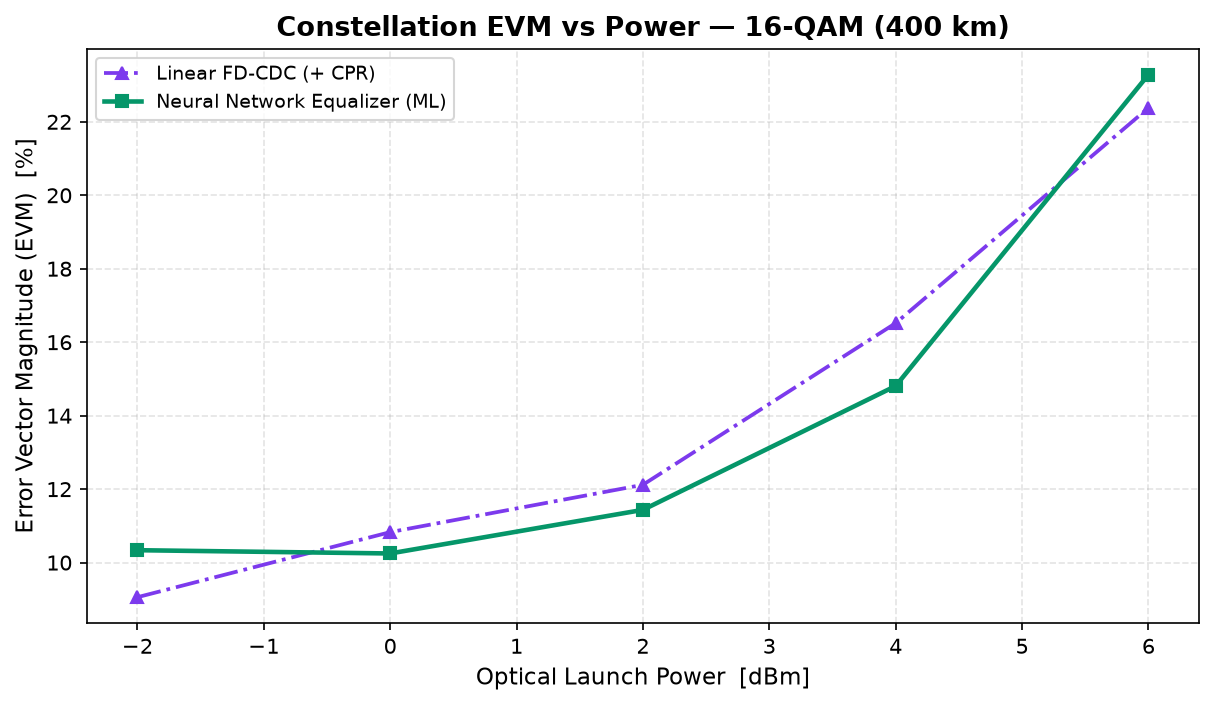 Constellation EVM vs Power — 16-QAM (400 km)
Linear FD-CDC (+ CPR)
Neural Network Equalizer (ML)
Error Vector Magnitude (EVM) [%]
22
20
18
16
14
12
10
−2 −1 0 1 2 3 4 5 6
Optical Launch Power [dBm]